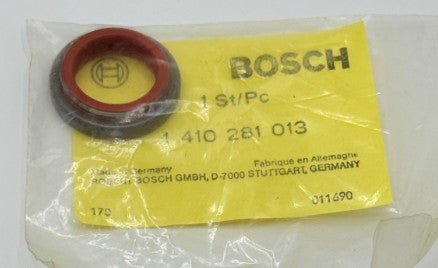 BOSCH
1 St/Pc
1 410 281 013
Made in Germany Fabrique en Allemagne
ROBERT BOSCH GMBH, D-7000 STUTTGART, GERMANY
170 011690